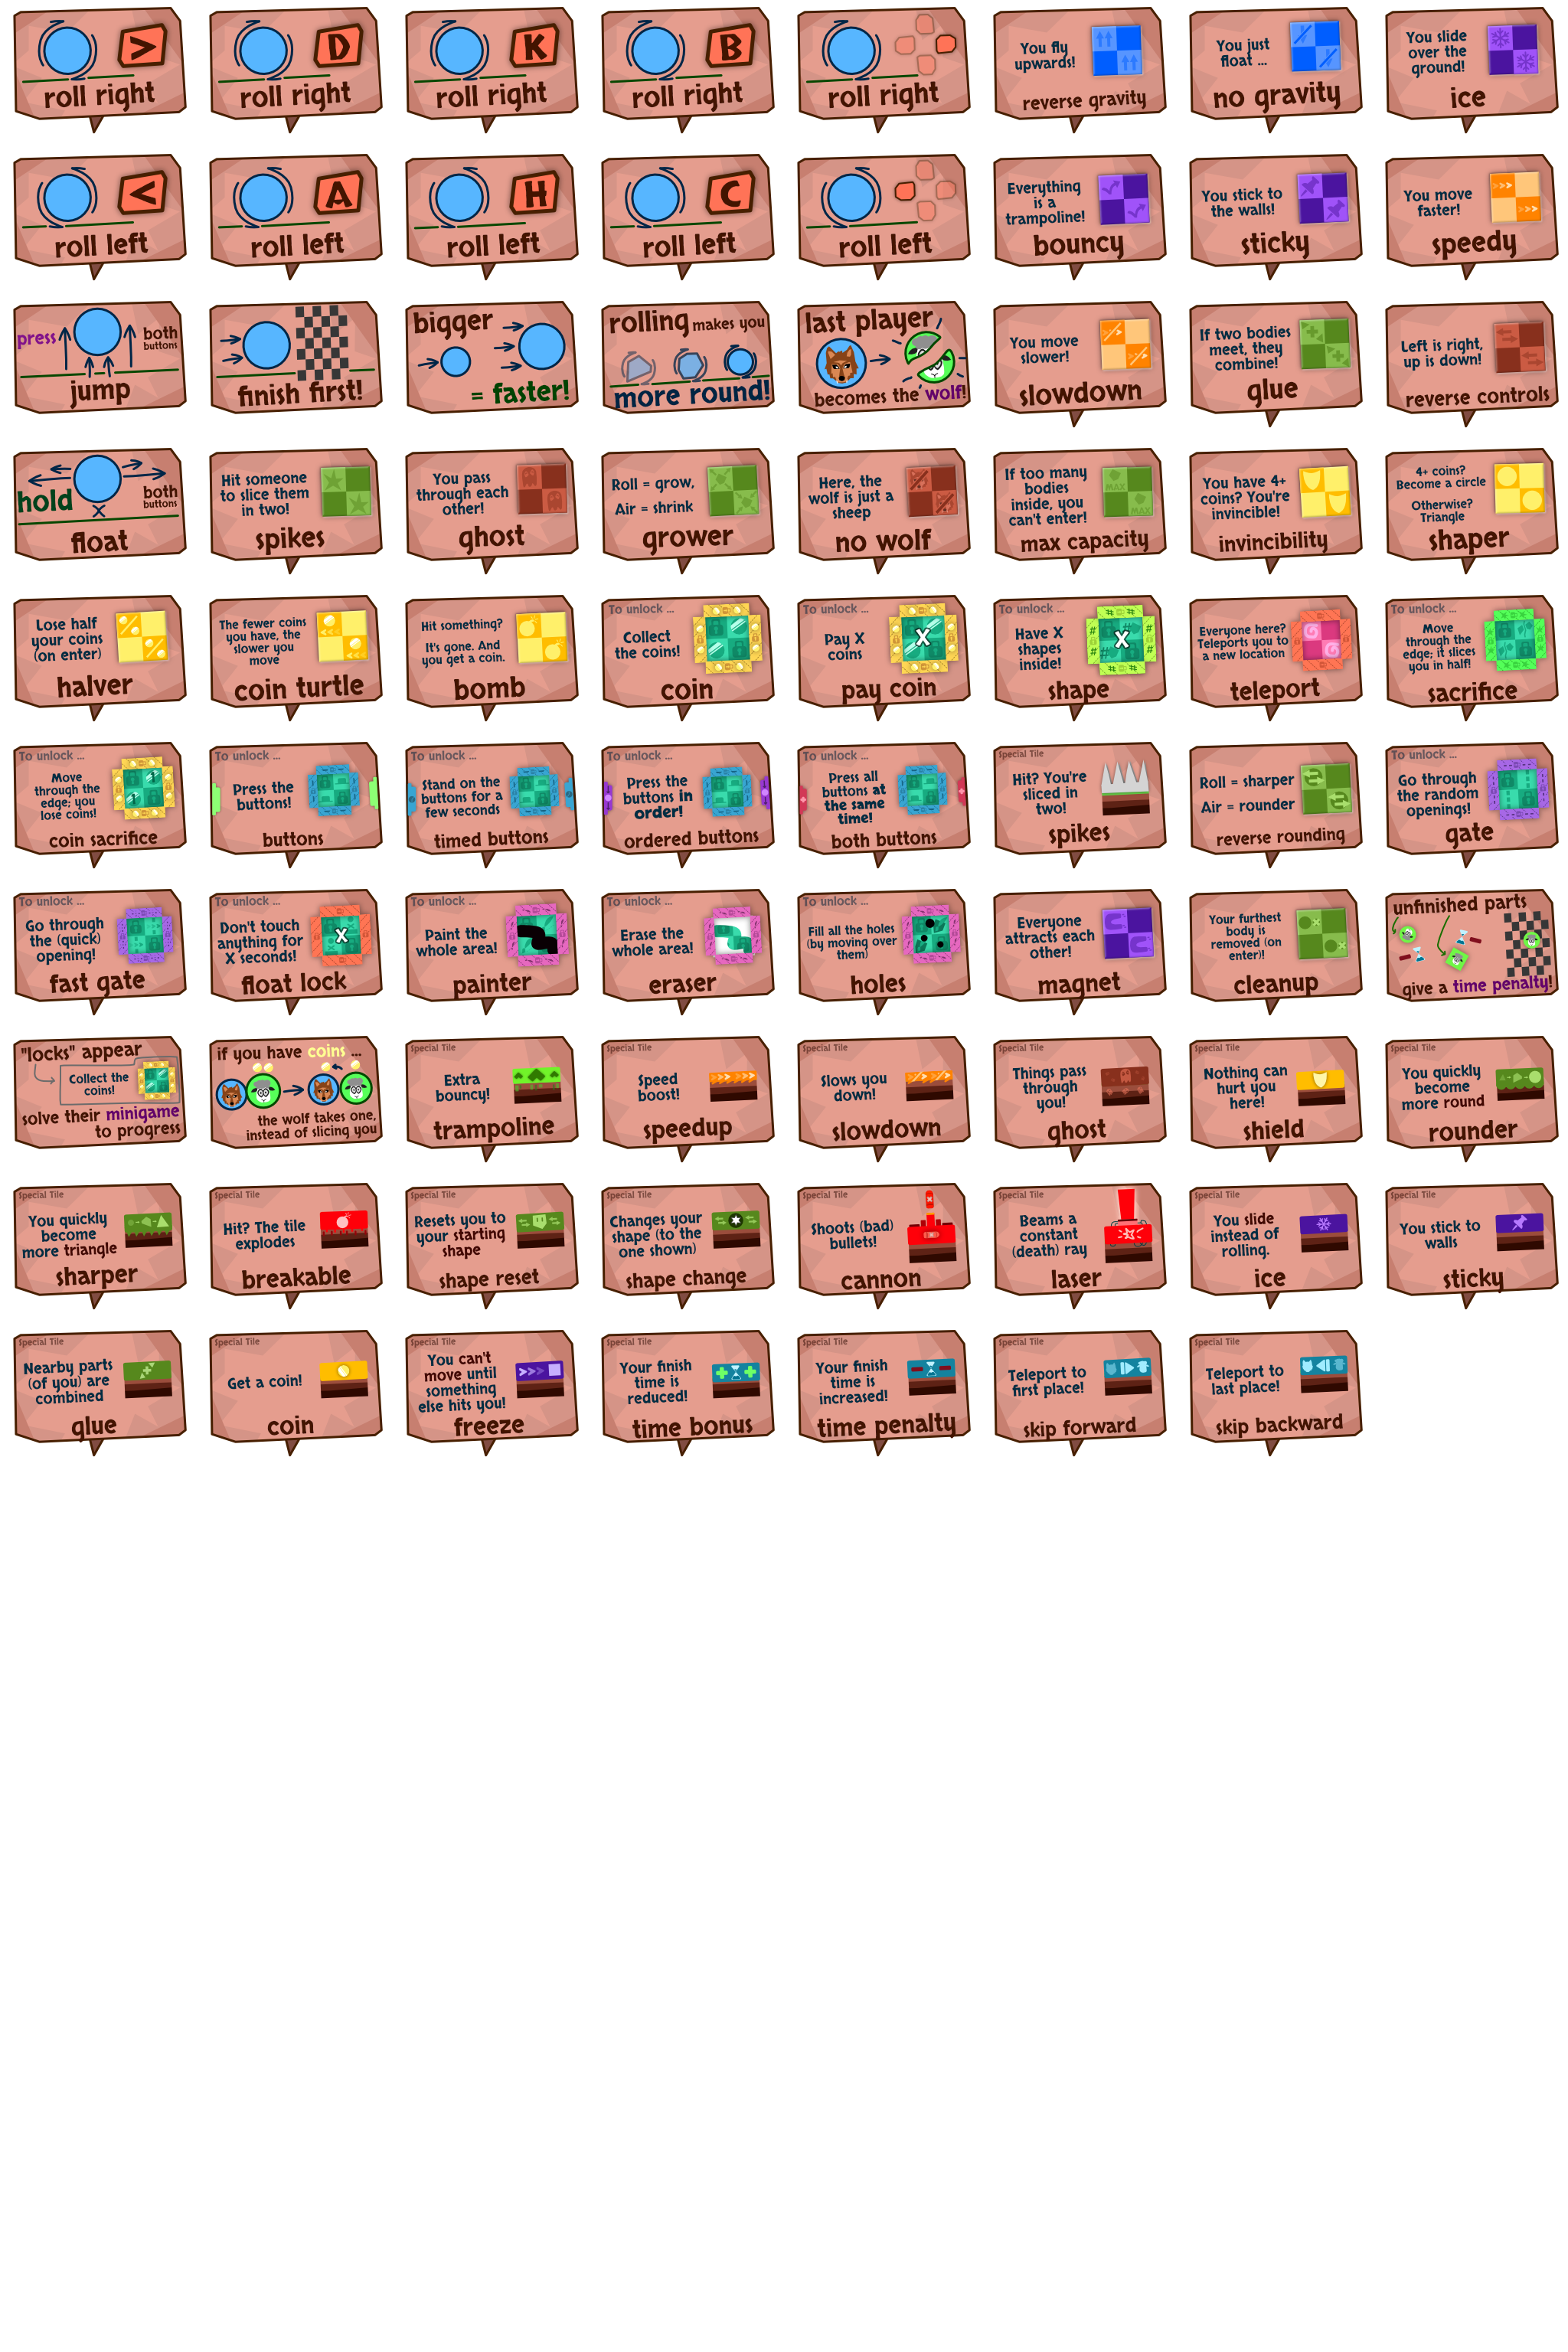 >
roll right
D
roll right
K
roll right
B
roll right
roll right
You fly
upwards!
reverse gravity
You just
float ...
no gravity
You slide
over the
ground!
ice
<
roll left
A
roll left
H
roll left
C
roll left
roll left
Everything
is a
trampoline!
bouncy
You stick to
the walls!
sticky
You move
faster!
speedy
press
both
buttons
jump
finish first!
bigger
= faster!
rolling makes you
more round!
last player
becomes the wolf!
You move
slower!
slowdown
If two bodies
meet, they
combine!
glue
Left is right,
up is down!
reverse controls
hold
both
buttons
x
float
Hit someone
to slice them
in two!
spikes
You pass
through each
other!
ghost
Roll = grow,
Air = shrink
grower
Here, the
wolf is just a
sheep
no wolf
If too many
bodies
inside, you
can't enter!
MAX
MAX
max capacity
You have 4+
coins? You're
invincible!
invincibility
4+ coins?
Become a circle
Otherwise?
Triangle
shaper
Lose half
your coins
(on enter)
halver
The fewer coins
you have, the
slower you
move
coin turtle
Hit something?
It's gone. And
you get a coin.
bomb
To unlock ...
Collect
the coins!
coin
To unlock ...
Pay X
coins
X
pay coin
To unlock ...
Have X
shapes
inside!
X
shape
Everyone here?
Teleports you to
a new location
teleport
To unlock ...
Move
through the
edge; it slices
you in half!
sacrifice
To unlock ...
Move
through the
edge; you
lose coins!
coin sacrifice
To unlock ...
Press the
buttons!
buttons
To unlock ...
Stand on the
buttons for a
few seconds
timed buttons
To unlock ...
Press the
buttons in
order!
ordered buttons
To unlock ...
Press all
buttons at
the same
time!
both buttons
Special Tile
Hit? You're
sliced in
two!
spikes
Roll = sharper
Air = rounder
reverse rounding
To unlock ...
Go through
the random
openings!
gate
To unlock ...
Go through
the (quick)
opening!
fast gate
To unlock ...
Don't touch
anything for
X seconds!
X
float lock
To unlock ...
Paint the
whole area!
painter
To unlock ...
Erase the
whole area!
eraser
To unlock ...
Fill all the holes
(by moving over
them)
holes
Everyone
attracts each
other!
magnet
Your furthest
body is
removed (on
enter)!
cleanup
unfinished parts
give a time penalty!
"locks" appear
Collect the
coins!
solve their minigame
to progress
if you have coins ...
the wolf takes one,
instead of slicing you
Special Tile
Extra
bouncy!
trampoline
Special Tile
Speed
boost!
speedup
Special Tile
Slows you
down!
slowdown
Special Tile
Things pass
through
you!
ghost
Special Tile
Nothing can
hurt you
here!
shield
Special Tile
You quickly
become
more round
rounder
Special Tile
You quickly
become
more triangle
sharper
Special Tile
Hit? The tile
explodes
breakable
Special Tile
Resets you to
your starting
shape
shape reset
Special Tile
Changes your
shape (to the
one shown)
shape change
Special Tile
Shoots (bad)
bullets!
cannon
Special Tile
Beams a
constant
(death) ray
laser
Special Tile
You slide
instead of
rolling.
ice
Special Tile
You stick to
walls
sticky
Special Tile
Nearby parts
(of you) are
combined
glue
Special Tile
Get a coin!
coin
Special Tile
You can't
move until
something
else hits you!
freeze
Special Tile
Your finish
time is
reduced!
time bonus
Special Tile
Your finish
time is
increased!
time penalty
Special Tile
Teleport to
first place!
skip forward
Special Tile
Teleport to
last place!
skip backward